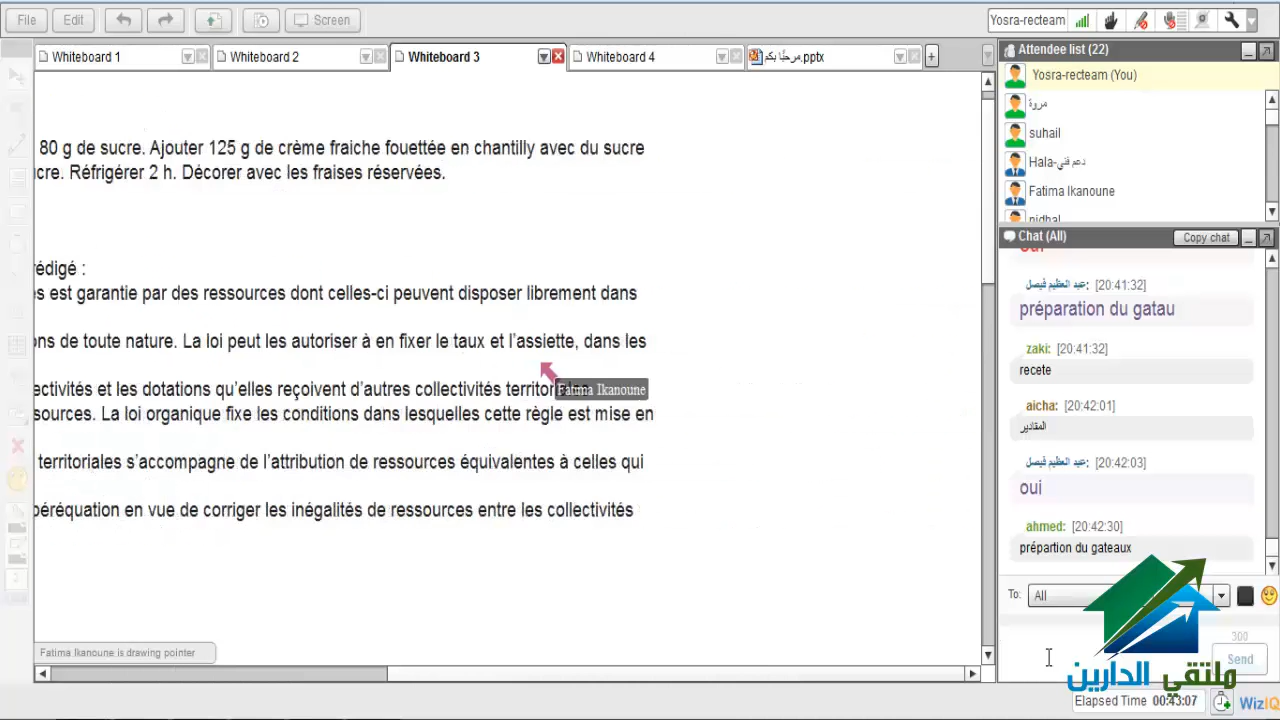 File
Edit
Screen
Yosra-recteam
Whiteboard 1
Whiteboard 2
Whiteboard 3
Whiteboard 4
مرحبًا بكم.pptx
80 g de sucre. Ajouter 125 g de crème fraiche fouettée en chantilly avec du sucre
ucre. Réfrigérer 2 h. Décorer avec les fraises réservées.
édigé :
es est garantie par des ressources dont celles-ci peuvent disposer librement dans
ons de toute nature. La loi peut les autoriser à en fixer le taux et l'assiette, dans les
ectivités et les dotations qu'elles reçoivent d'autres collectivités
Fatima Ikanoune
sources. La loi organique fixe les conditions dans lesquelles cette règle est mise en
territoriales s'accompagne de l'attribution de ressources équivalentes à celles qui
péréquation en vue de corriger les inégalités de ressources entre les collectivités
Fatima Ikanoune is drawing pointer
Attendee list (22)
Yosra-recteam (You)
مروة
suhail
Hala-دعم فني
Fatima Ikanoune
nidhal
Chat (All)
Copy chat
عبد العظيم فيصل: [20:41:32]
préparation du gatau
zaki: [20:41:32]
recete
aicha: [20:42:01]
المقادير
عبد العظيم فيصل: [20:42:03]
oui
ahmed: [20:42:30]
prépartion du gateaux
To: All
300
Send
ملتقي الدارين
Elapsed Time 00:43:07
WizIQ